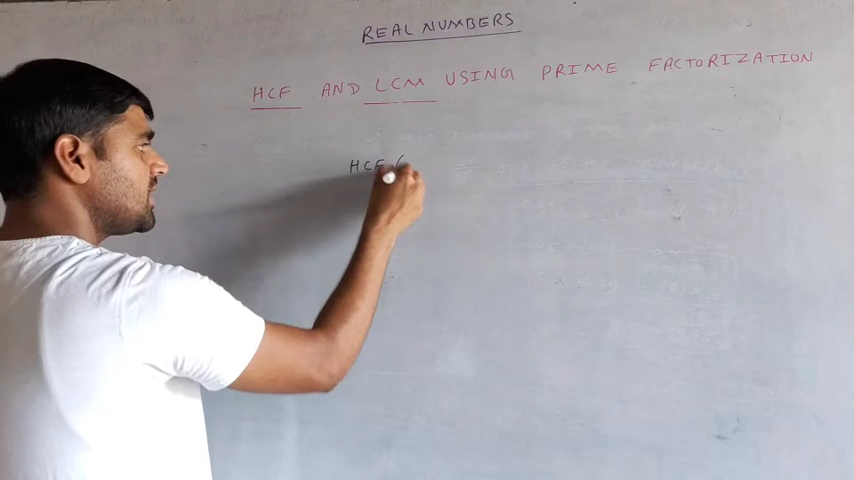 REAL NUMBERS
HCF AND LCM USING PRIME FACTORIZATION
HCF (